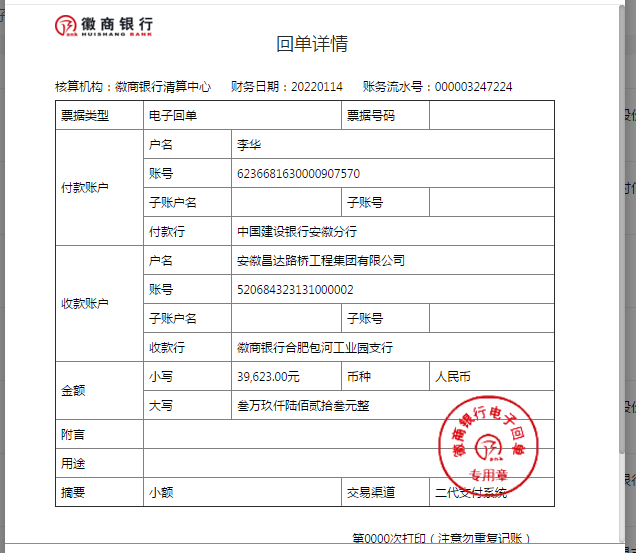 徽商银行
HUISHANG BANK
回单详情
核算机构：徽商银行清算中心 财务日期：20220114 账务流水号：000003247224
票据类型 电子回单 票据号码
付款账户
户名 李华
账号 6236681630000907570
子账户名 子账号
付款行 中国建设银行安徽分行
收款账户
户名 安徽昌达路桥工程集团有限公司
账号 520684323131000002
子账户名 子账号
收款行 徽商银行合肥包河工业园支行
金额
小写 39,623.00元 币种 人民币
大写 叁万玖仟陆佰贰拾叁元整
附言
用途
摘要 小额 交易渠道 二代支付系统
徽商银行电子回单
专用章
第0000次打印（注意勿重复记账）